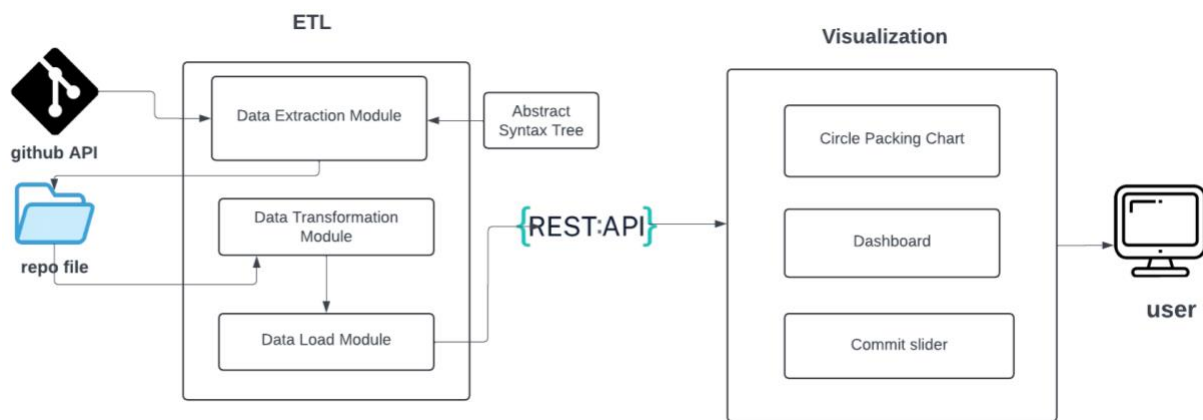 ETL
Visualization
github API
Data Extraction Module
Abstract
Syntax Tree
repo file
Data Transformation
Module
Data Load Module
{REST:API}
Circle Packing Chart
Dashboard
Commit slider
user